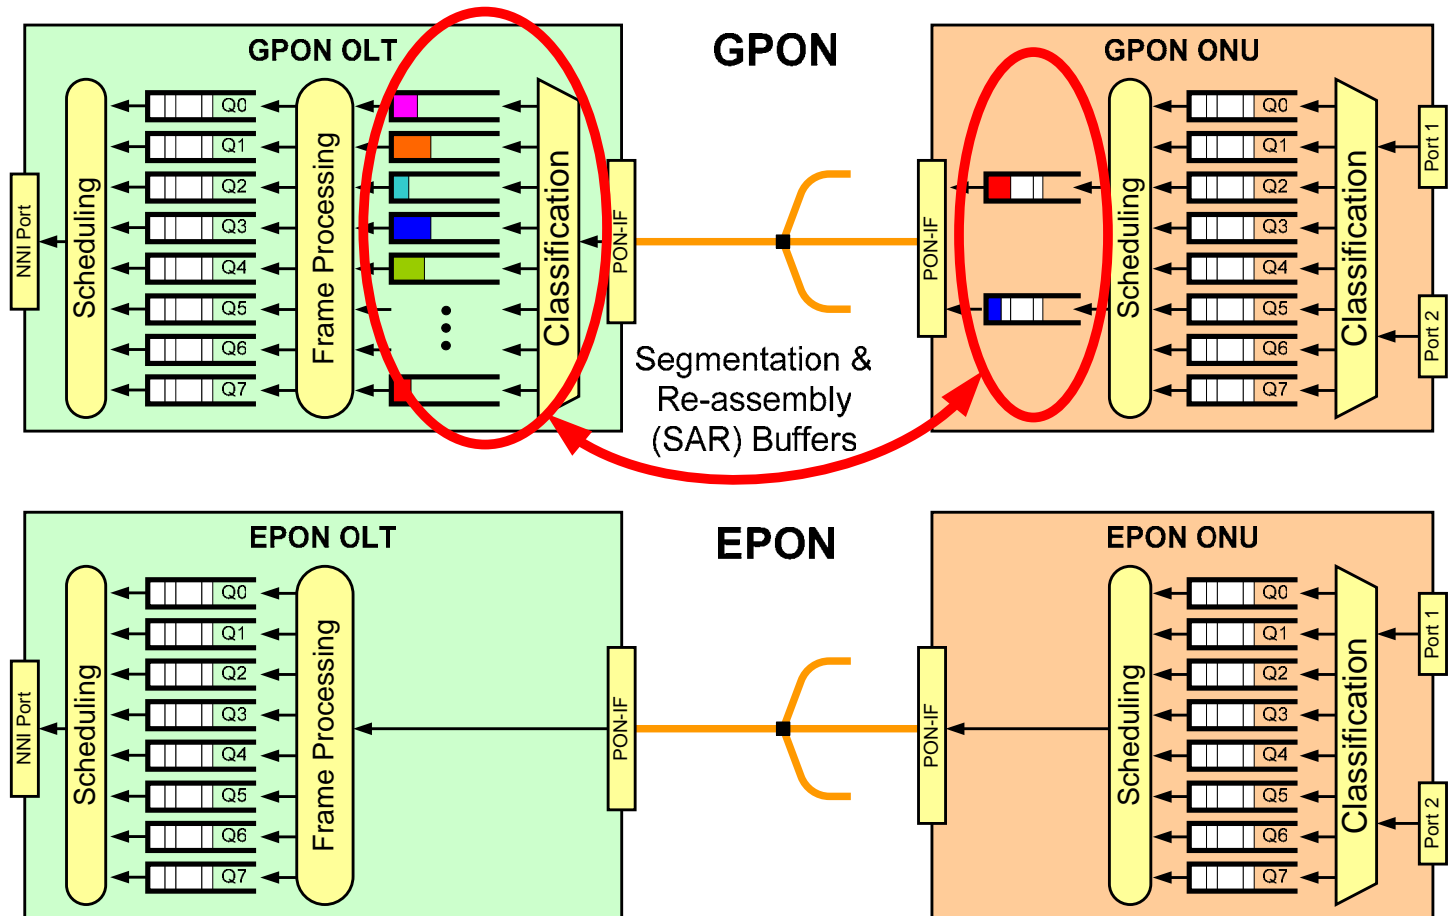 GPON OLT
GPON
GPON ONU
NNI Port
Scheduling
Q0
Q1
Q2
Q3
Q4
Q5
Q6
Q7
Frame Processing
Classification
PON-IF
PON-IF
Scheduling
Q0
Q1
Q2
Q3
Q4
Q5
Q6
Q7
Classification
Port 1
Port 2
Segmentation &
Re-assembly
(SAR) Buffers
EPON OLT
EPON
EPON ONU
NNI Port
Scheduling
Q0
Q1
Q2
Q3
Q4
Q5
Q6
Q7
Frame Processing
PON-IF
PON-IF
Scheduling
Q0
Q1
Q2
Q3
Q4
Q5
Q6
Q7
Classification
Port 1
Port 2